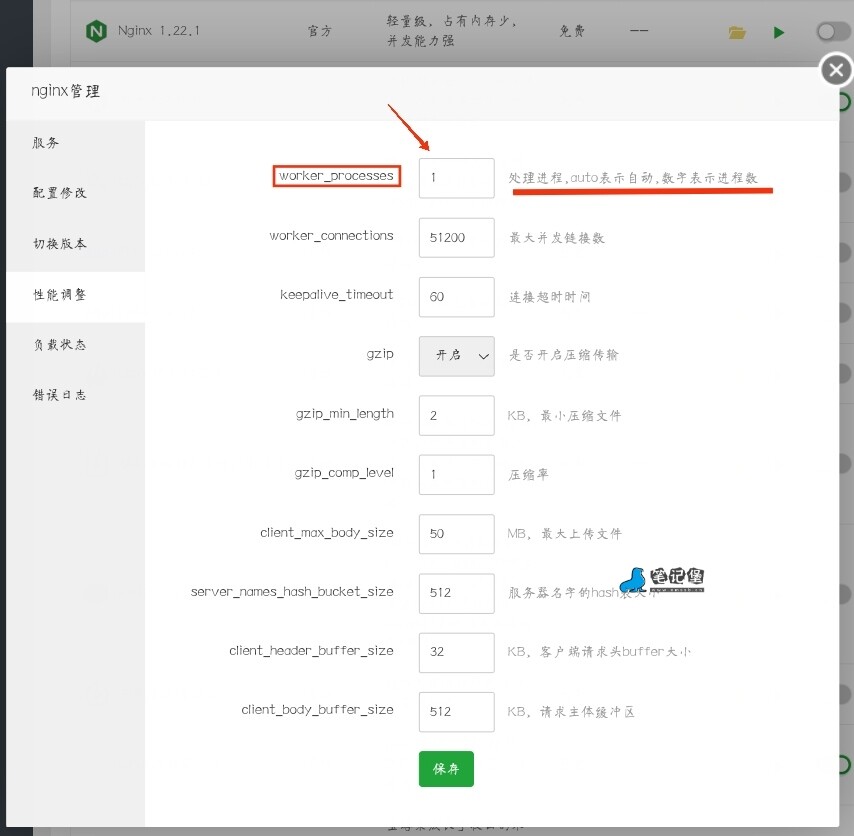 Nginx 1.22.1
官方
轻量级，占有内存少，
并发能力强
免费
--
nginx管理
服务
配置修改
切换版本
性能调整
负载状态
错误日志
worker_processes
1
处理进程,auto表示自动,数字表示进程数
worker_connections
51200
最大并发链接数
keepalive_timeout
60
连接超时时间
gzip
开启
是否开启压缩传输
gzip_min_length
2
KB，最小压缩文件
gzip_comp_level
1
压缩率
client_max_body_size
50
MB，最大上传文件
笔记堡
server_names_hash_bucket_size
512
服务器名字的hash表大小
client_header_buffer_size
32
KB，客户端请求头buffer大小
client_body_buffer_size
512
KB，请求主体缓冲区
保存